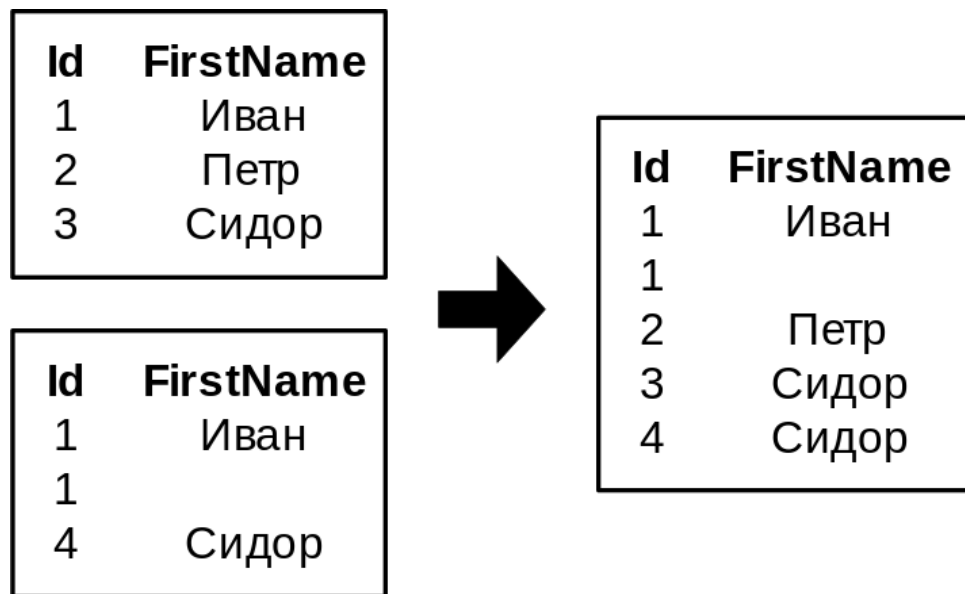 Id FirstName
1 Иван
2 Петр
3 Сидор
Id FirstName
1 Иван
1
4 Сидор
Id FirstName
1 Иван
1
2 Петр
3 Сидор
4 Сидор